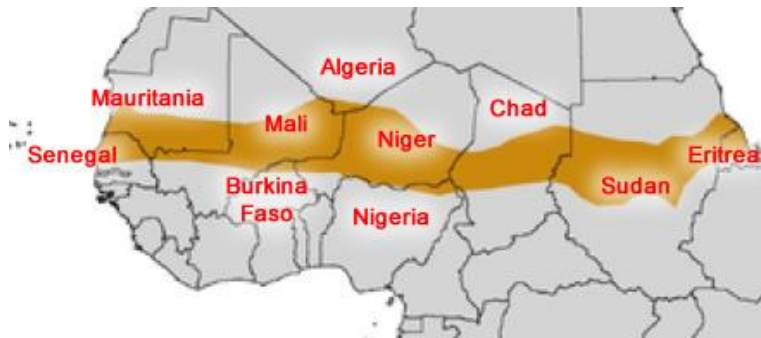 Algeria
Mauritania
Chad
Mali
Niger
Senegal
Eritrea
Burkina
Faso
Sudan
Nigeria